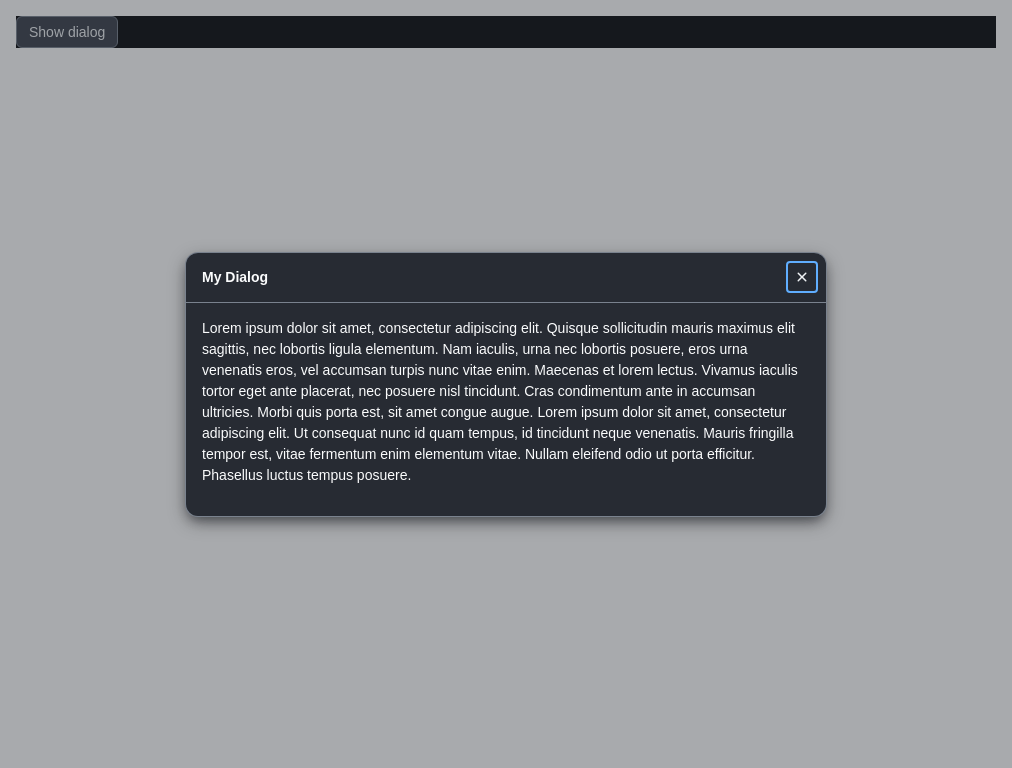 Show dialog
My Dialog
Lorem ipsum dolor sit amet, consectetur adipiscing elit. Quisque sollicitudin mauris maximus elit
sagittis, nec lobortis ligula elementum. Nam iaculis, urna nec lobortis posuere, eros urna
venenatis eros, vel accumsan turpis nunc vitae enim. Maecenas et lorem lectus. Vivamus iaculis
tortor eget ante placerat, nec posuere nisl tincidunt. Cras condimentum ante in accumsan
ultricies. Morbi quis porta est, sit amet congue augue. Lorem ipsum dolor sit amet, consectetur
adipiscing elit. Ut consequat nunc id quam tempus, id tincidunt neque venenatis. Mauris fringilla
tempor est, vitae fermentum enim elementum vitae. Nullam eleifend odio ut porta efficitur.
Phasellus luctus tempus posuere.